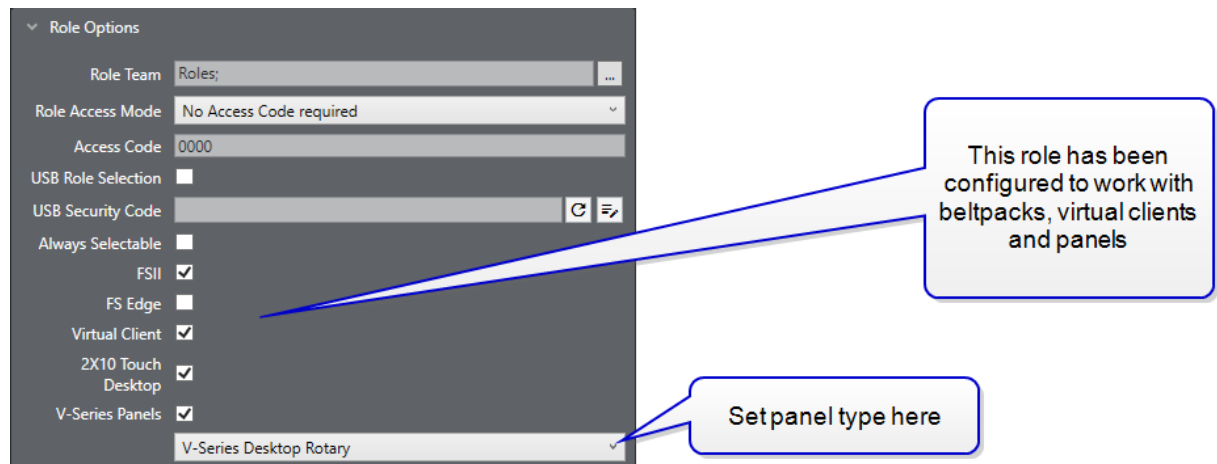 Role Options
Role Team Roles; ...
Role Access Mode No Access Code required
Access Code 0000
USB Role Selection
USB Security Code
Always Selectable
FSII
FS Edge
Virtual Client
2X10 Touch
Desktop
V-Series Panels
V-Series Desktop Rotary
This role has been
configured to work with
beltpacks, virtual clients
and panels
Set panel type here